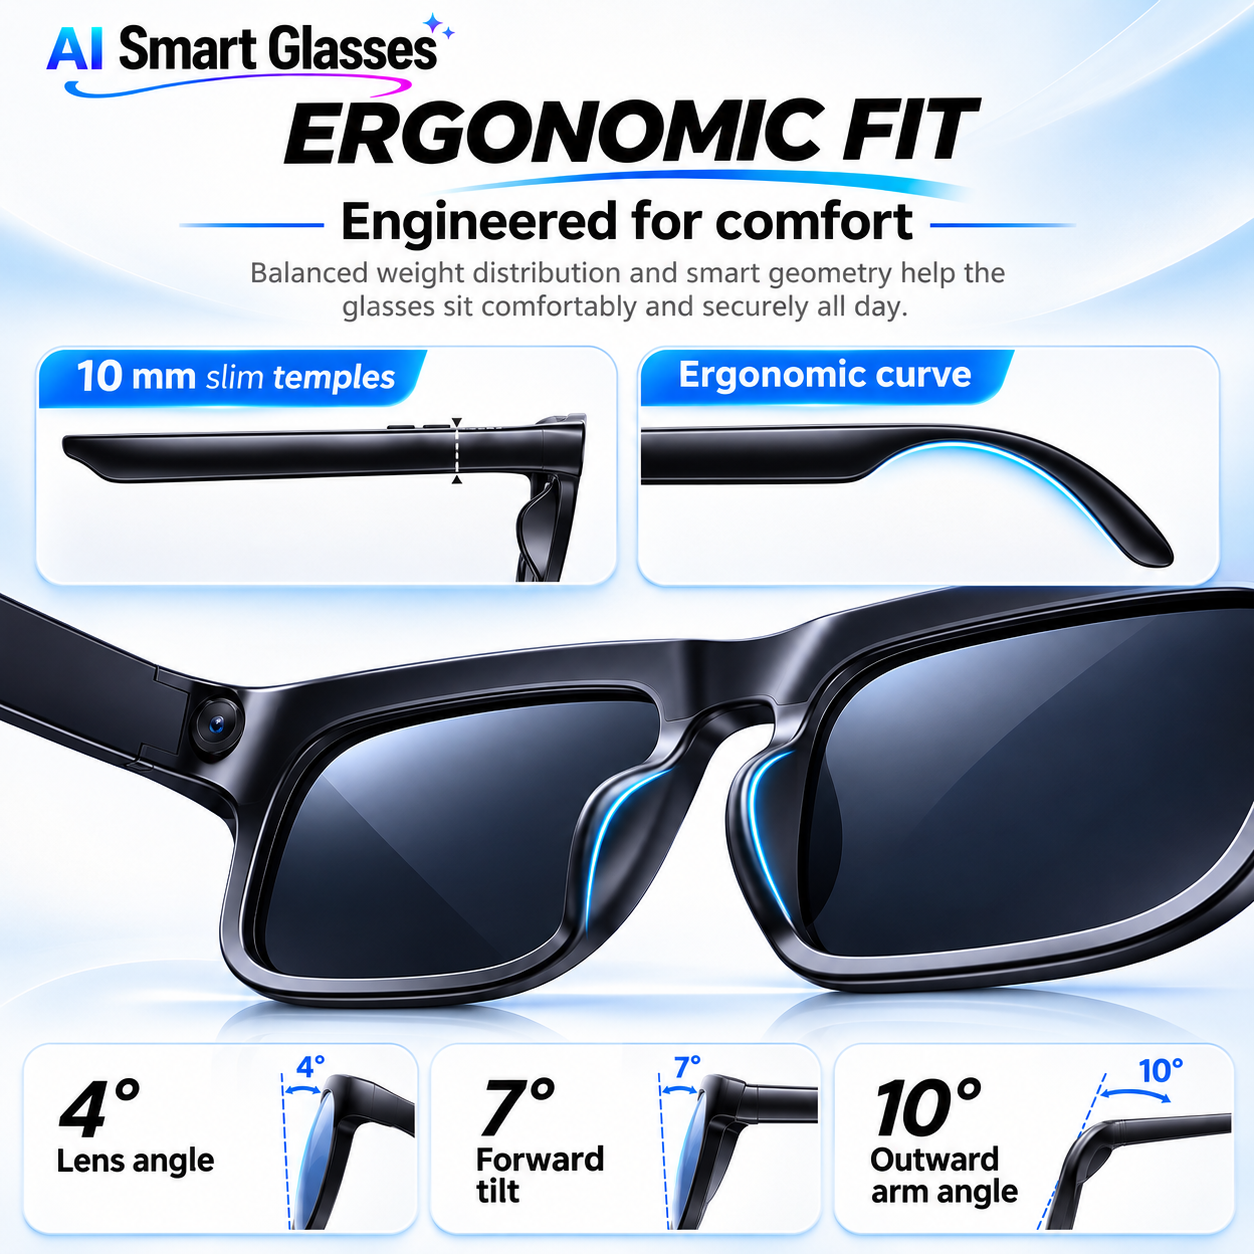 AI Smart Glasses
ERGONOMIC FIT
Engineered for comfort
Balanced weight distribution and smart geometry help the
glasses sit comfortably and securely all day.
10 mm slim temples
Ergonomic curve
4°
Lens angle
4°
7°
Forward
tilt
7°
10°
Outward
arm angle
10°